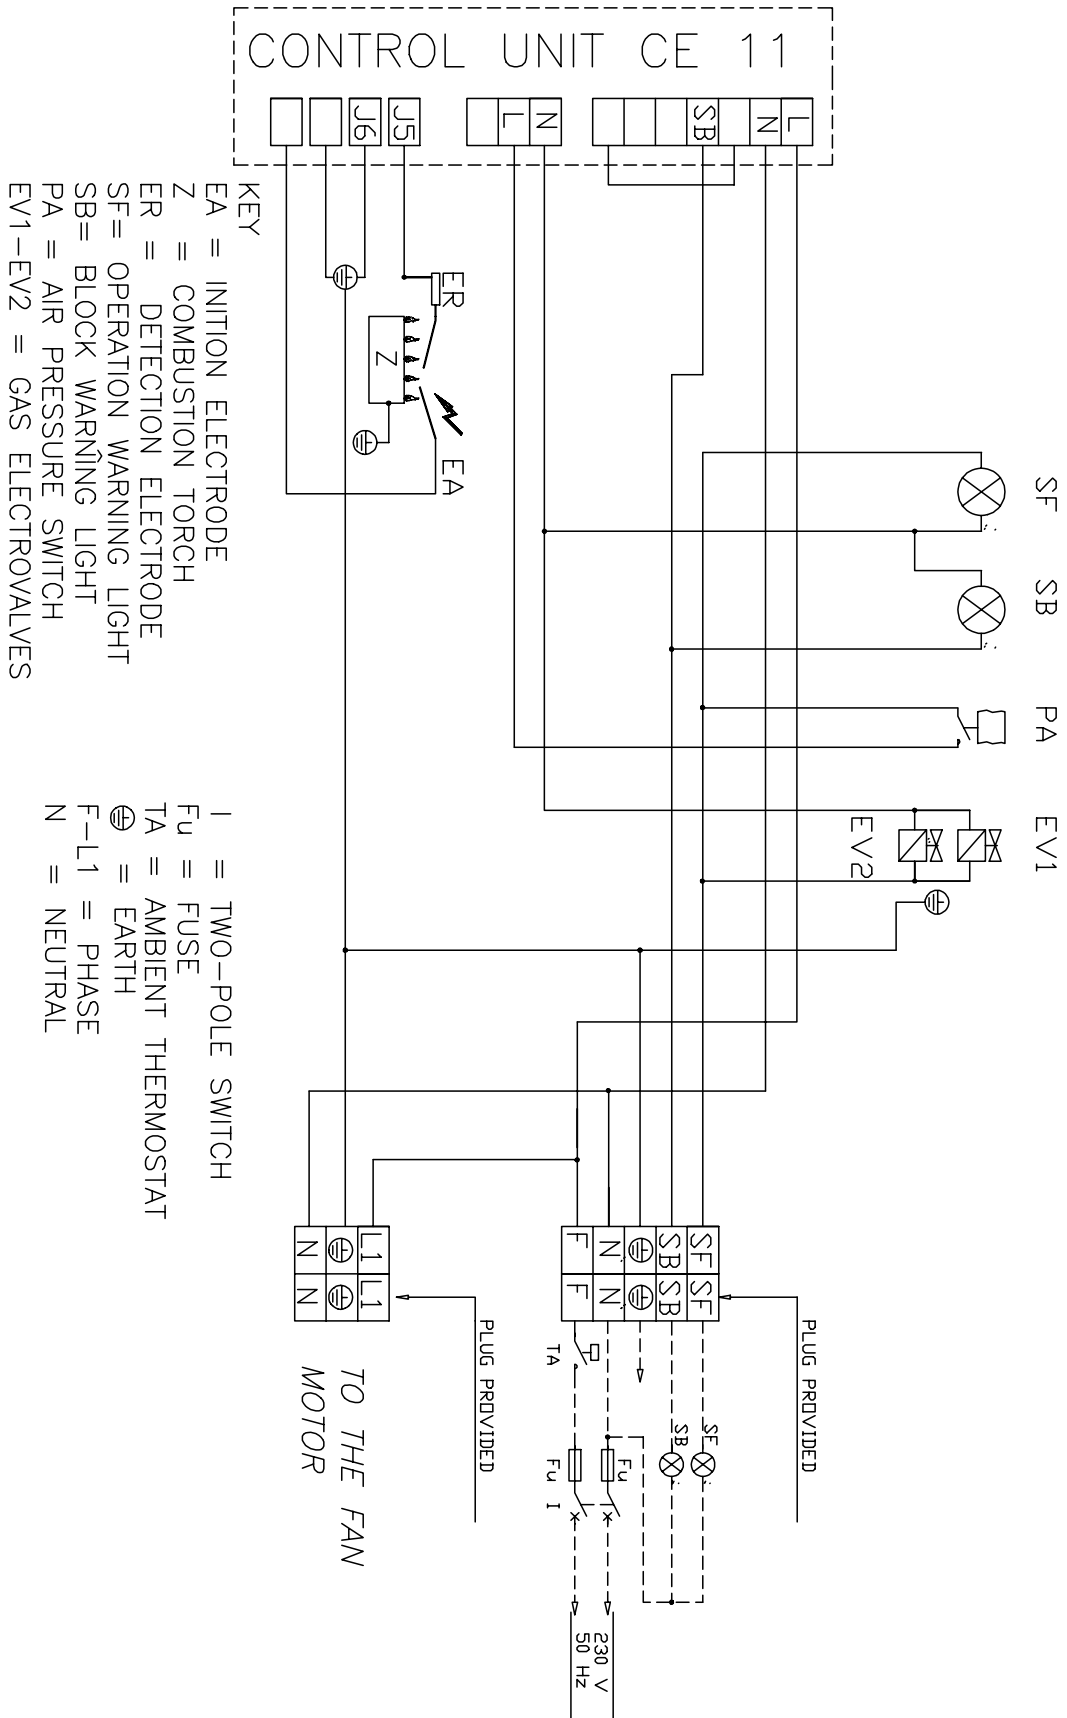 CONTROL UNIT CE 11
J6
J5
L
N
SB
N
L
ER
Z
EA
SF
SB
PA
EV1
EV2
KEY
EA = INITION ELECTRODE
Z = COMBUSTION TORCH
ER = DETECTION ELECTRODE
SF= OPERATION WARNING LIGHT
SB= BLOCK WARNÌNG LIGHT
PA = AIR PRESSURE SWITCH
EV1-EV2 = GAS ELECTROVALVES
I = TWO-POLE SWITCH
Fu = FUSE
TA = AMBIENT THERMOSTAT
= EARTH
F-L1 = PHASE
N = NEUTRAL
N
L1
N
L1
F
N
SB
SF
F
N
SB
SF
PLUG PROVIDED
PLUG PROVIDED
TO THE FAN
MOTOR
TA
SB
SF
Fu
Fu
I
230 V
50 Hz